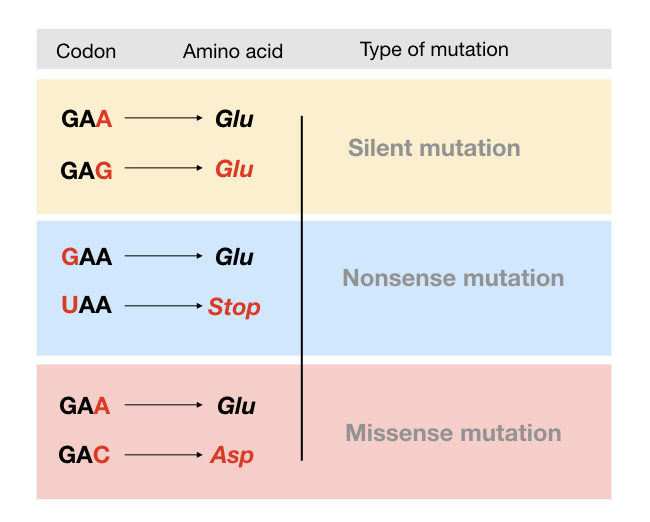 Codon Amino acid Type of mutation
GAA Glu
Silent mutation
GAG Glu
GAA Glu
Nonsense mutation
UAA Stop
GAA Glu
Missense mutation
GAC Asp